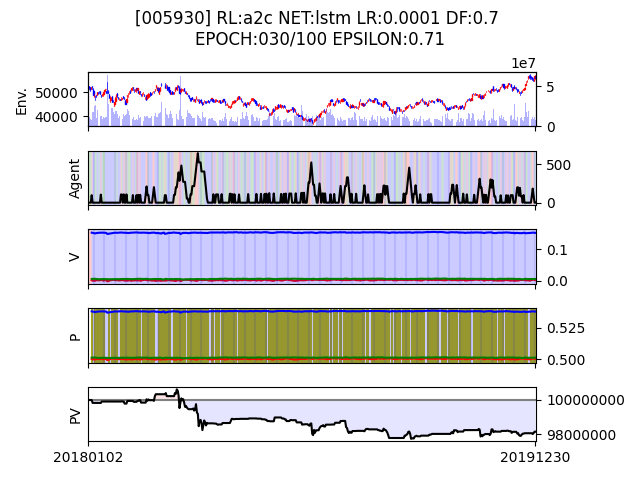 [005930] RL:a2c NET:lstm LR:0.0001 DF:0.7
EPOCH:030/100 EPSILON:0.71
1e7
Env.
50000
40000
5
0
Agent
500
0
V
0.1
0.0
P
0.525
0.500
PV
100000000
98000000
20180102
20191230